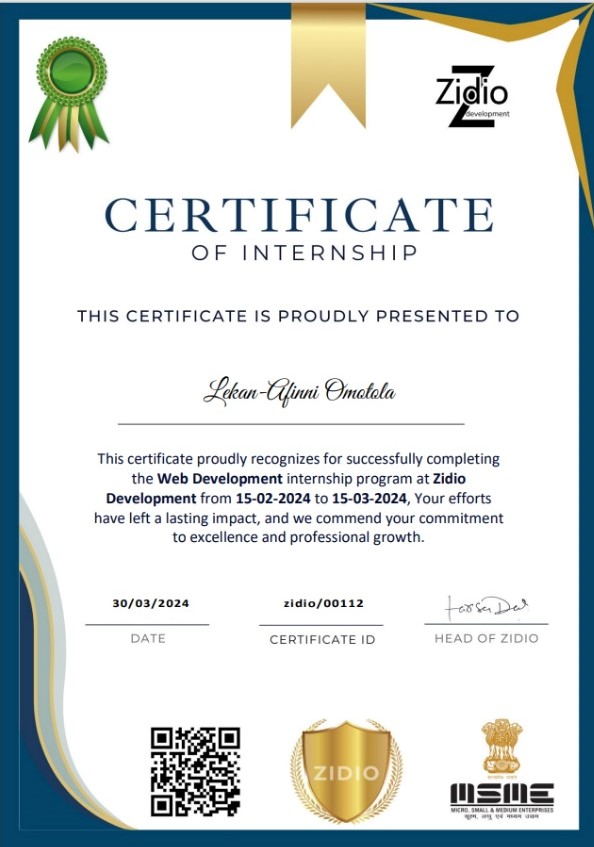 Zidio
development
CERTIFICATE
OF INTERNSHIP
THIS CERTIFICATE IS PROUDLY PRESENTED TO
Lekan-Afinni Omotola
This certificate proudly recognizes for successfully completing
the Web Development internship program at Zidio
Development from 15-02-2024 to 15-03-2024, Your efforts
have left a lasting impact, and we commend your commitment
to excellence and professional growth.
30/03/2024
DATE
zidio/00112
CERTIFICATE ID
HEAD OF ZIDIO
ZIDIO
MSME
MICRO, SMALL & MEDIUM ENTERPRISES
सूक्ष्म, लघु एवं मध्यम उद्यम